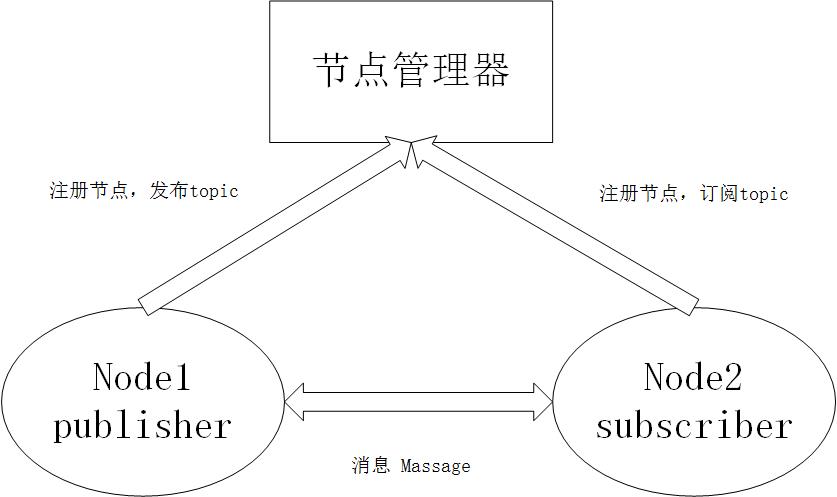 节点管理器
注册节点，发布topic
注册节点，订阅topic
Node1
publisher
Node2
subscriber
消息 Massage